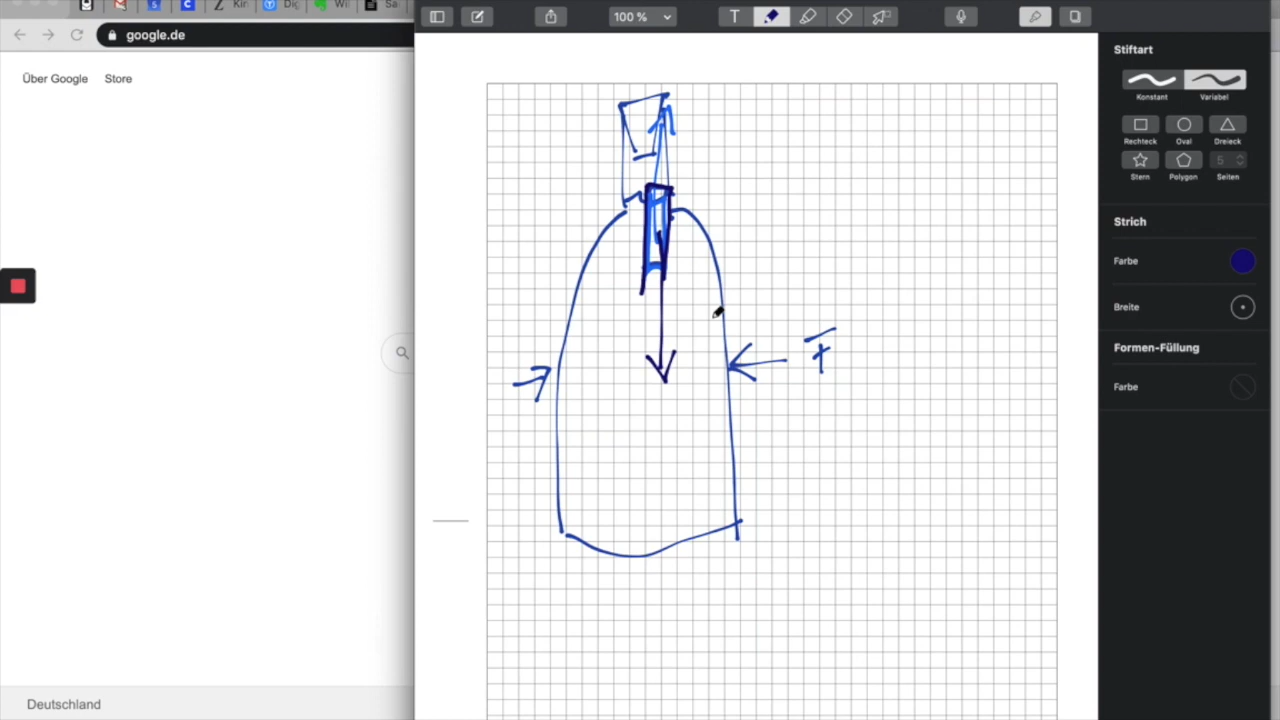 google.de
Über Google Store
Deutschland
100 %
T
Stiftart
Konstant Variabel
Rechteck Oval Dreieck
5
Stern Polygon Seiten
Strich
Farbe
Breite
Formen-Füllung
Farbe